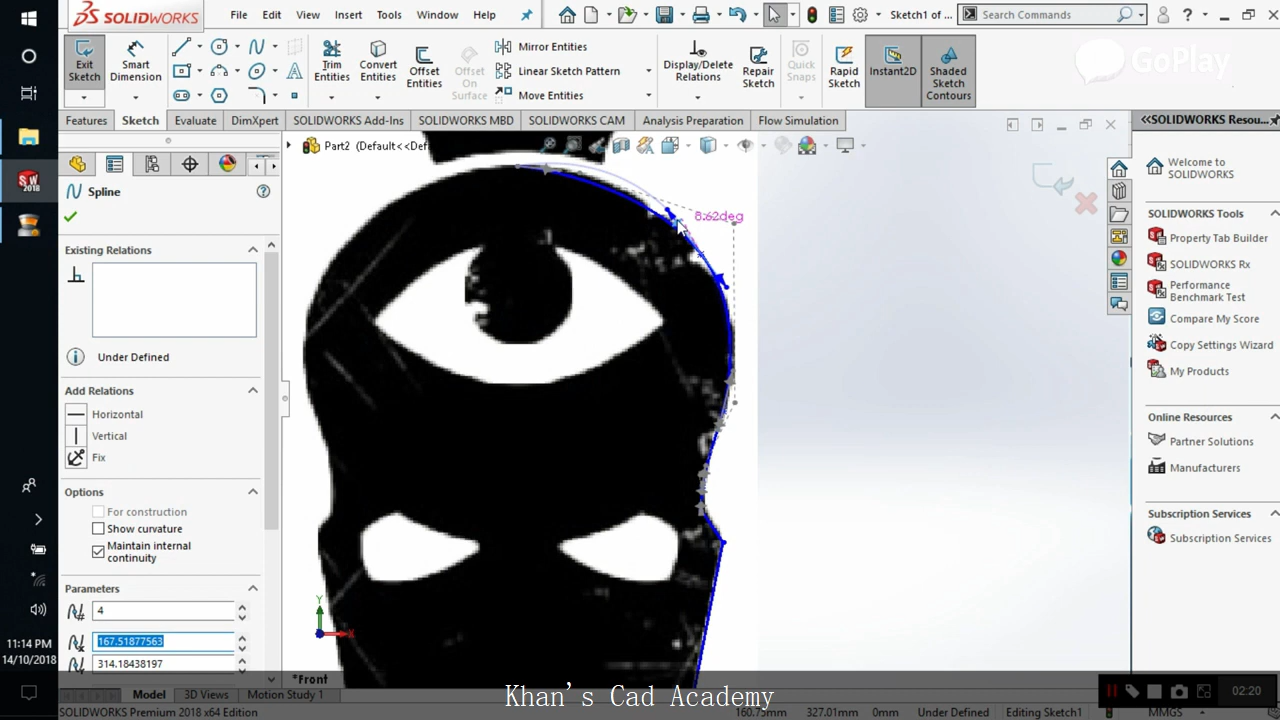 SOLIDWORKS
File
Edit
View
Insert
Tools
Window
Help
Sketch1 of ...
Search Commands
?
Exit Sketch
Smart Dimension
Trim Entities
Convert Entities
Offset Entities
Offset On Surface
Mirror Entities
Linear Sketch Pattern
Move Entities
Display/Delete Relations
Repair Sketch
Quick Snaps
Rapid Sketch
Instant2D
Shaded Sketch Contours
GoPlay
Features
Sketch
Evaluate
DimXpert
SOLIDWORKS Add-Ins
SOLIDWORKS MBD
SOLIDWORKS CAM
Analysis Preparation
Flow Simulation
Part2 (Default<<Def...
Spline
Existing Relations
Under Defined
Add Relations
Horizontal
Vertical
Fix
Options
For construction
Show curvature
Maintain internal
continuity
Parameters
4
167.51877563
314.18438197
8.62deg
Y
X
*Front
Model
3D Views
Motion Study 1
SOLIDWORKS Premium 2018 x64 Edition
160.75mm
327.01mm
0mm
Under Defined
Editing Sketch1
MMGS
Khan's Cad Academy
02:20
11:14 PM
14/10/2018
SW
2018
SOLIDWORKS Resou...
Welcome to
SOLIDWORKS
SOLIDWORKS Tools
Property Tab Builder
SOLIDWORKS Rx
Performance
Benchmark Test
Compare My Score
Copy Settings Wizard
My Products
Online Resources
Partner Solutions
Manufacturers
Subscription Services
Subscription Services